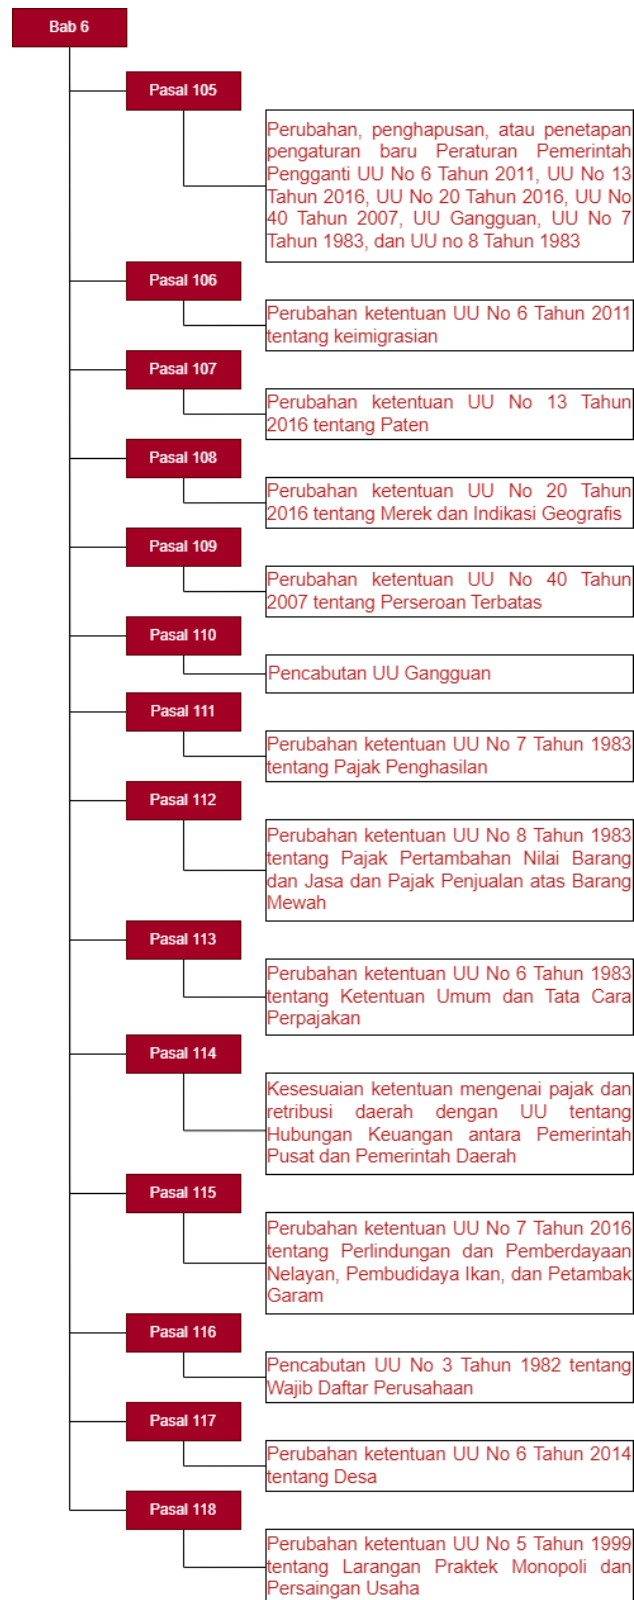 Bab 6
Pasal 105
Perubahan, penghapusan, atau penetapan
pengaturan baru Peraturan Pemerintah
Pengganti UU No 6 Tahun 2011, UU No 13
Tahun 2016, UU No 20 Tahun 2016, UU No
40 Tahun 2007, UU Gangguan, UU No 7
Tahun 1983, dan UU no 8 Tahun 1983
Pasal 106
Perubahan ketentuan UU No 6 Tahun 2011
tentang keimigrasian
Pasal 107
Perubahan ketentuan UU No 13 Tahun
2016 tentang Paten
Pasal 108
Perubahan ketentuan UU No 20 Tahun
2016 tentang Merek dan Indikasi Geografis
Pasal 109
Perubahan ketentuan UU No 40 Tahun
2007 tentang Perseroan Terbatas
Pasal 110
Pencabutan UU Gangguan
Pasal 111
Perubahan ketentuan UU No 7 Tahun 1983
tentang Pajak Penghasilan
Pasal 112
Perubahan ketentuan UU No 8 Tahun 1983
tentang Pajak Pertambahan Nilai Barang
dan Jasa dan Pajak Penjualan atas Barang
Mewah
Pasal 113
Perubahan ketentuan UU No 6 Tahun 1983
tentang Ketentuan Umum dan Tata Cara
Perpajakan
Pasal 114
Kesesuaian ketentuan mengenai pajak dan
retribusi daerah dengan UU tentang
Hubungan Keuangan antara Pemerintah
Pusat dan Pemerintah Daerah
Pasal 115
Perubahan ketentuan UU No 7 Tahun 2016
tentang Perlindungan dan Pemberdayaan
Nelayan, Pembudidaya Ikan, dan Petambak
Garam
Pasal 116
Pencabutan UU No 3 Tahun 1982 tentang
Wajib Daftar Perusahaan
Pasal 117
Perubahan ketentuan UU No 6 Tahun 2014
tentang Desa
Pasal 118
Perubahan ketentuan UU No 5 Tahun 1999
tentang Larangan Praktek Monopoli dan
Persaingan Usaha